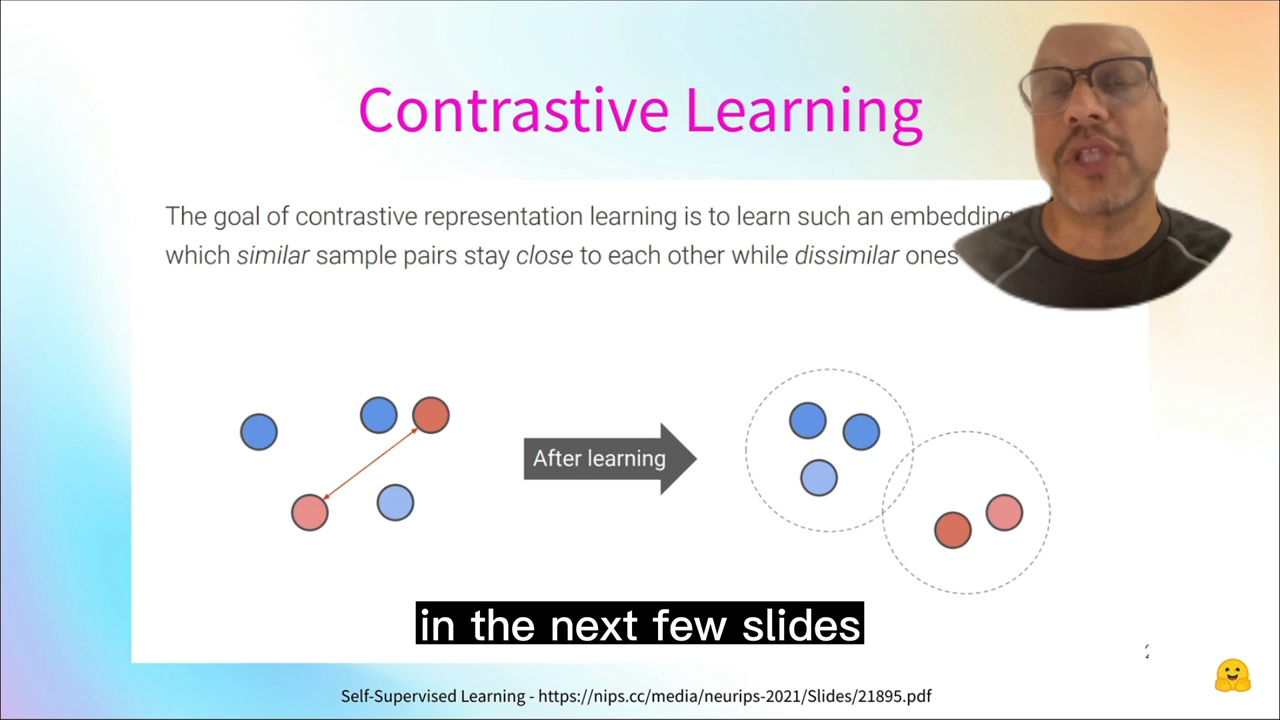 Contrastive Learning
The goal of contrastive representation learning is to learn such an embedding
which similar sample pairs stay close to each other while dissimilar ones
After learning
in the next few slides
Self-Supervised Learning - https://nips.cc/media/neurips-2021/Slides/21895.pdf